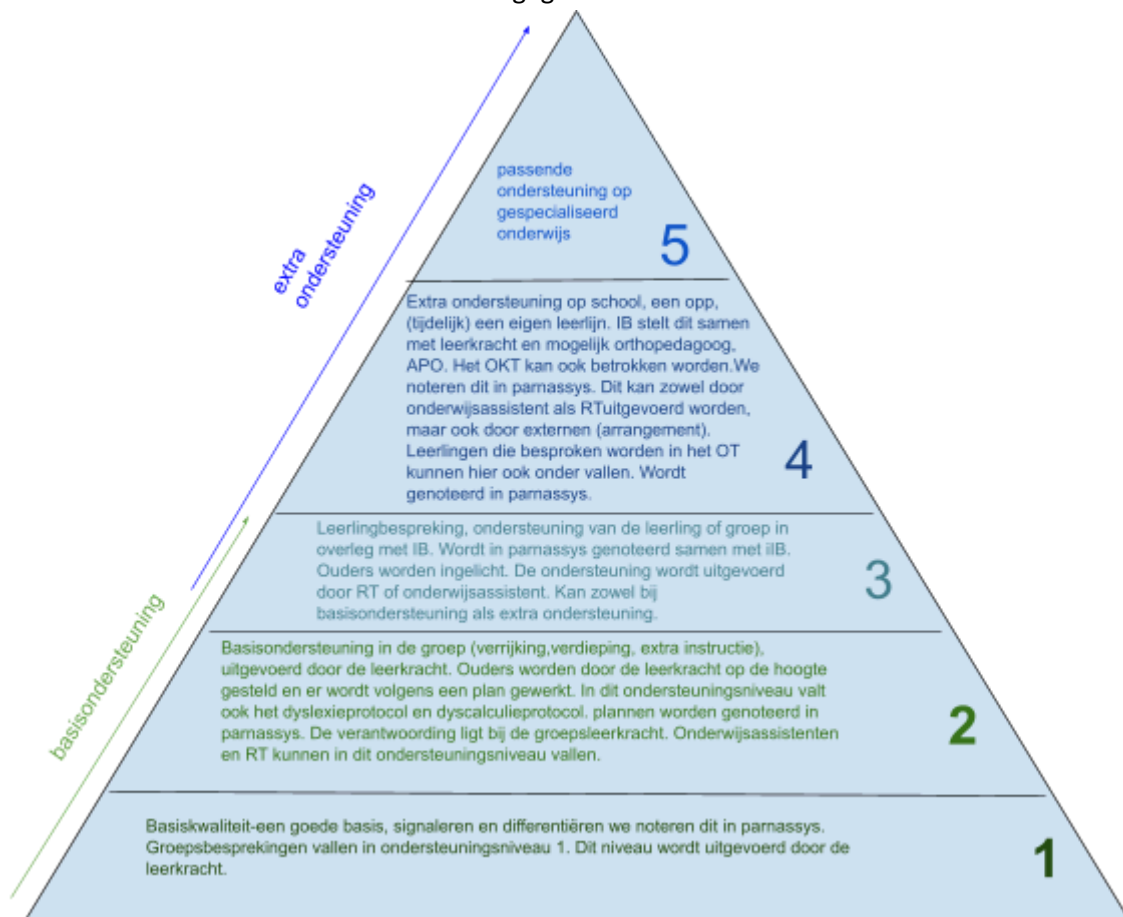 passende
ondersteuning op
gespecialiseerd
onderwijs
5
extra
ondersteuning
Extra ondersteuning op school, een opp,
(tijdelijk) een eigen leerlijn. IB stelt dit samen
met leerkracht en mogelijk orthopedagoog,
APO. Het OKT kan ook betrokken worden.We
noteren dit in parnassys. Dit kan zowel door
onderwijsassistent als RTuitgevoerd worden,
maar ook door externen (arrangement).
Leerlingen die besproken worden in het OT
kunnen hier ook onder vallen. Wordt
genoteerd in parnassys.
4
Leerlingbespreking, ondersteuning van de leerling of groep in
overleg met IB. Wordt in parnassys genoteerd samen met iIB.
Ouders worden ingelicht. De ondersteuning wordt uitgevoerd
door RT of onderwijsassistent. Kan zowel bij
basisondersteuning als extra ondersteuning.
3
basisondersteuning
Basisondersteuning in de groep (verrijking,verdieping, extra instructie),
uitgevoerd door de leerkracht. Ouders worden door de leerkracht op de hoogte
gesteld en er wordt volgens een plan gewerkt. In dit ondersteuningsniveau valt
ook het dyslexieprotocol en dyscalculieprotocol. plannen worden genoteerd in
parnassys. De verantwoording ligt bij de groepsleerkracht. Onderwijsassistenten
en RT kunnen in dit ondersteuningsniveau vallen.
2
Basiskwaliteit-een goede basis, signaleren en differentiëren we noteren dit in parnassys.
Groepsbesprekingen vallen in ondersteuningsniveau 1. Dit niveau wordt uitgevoerd door de
leerkracht.
1